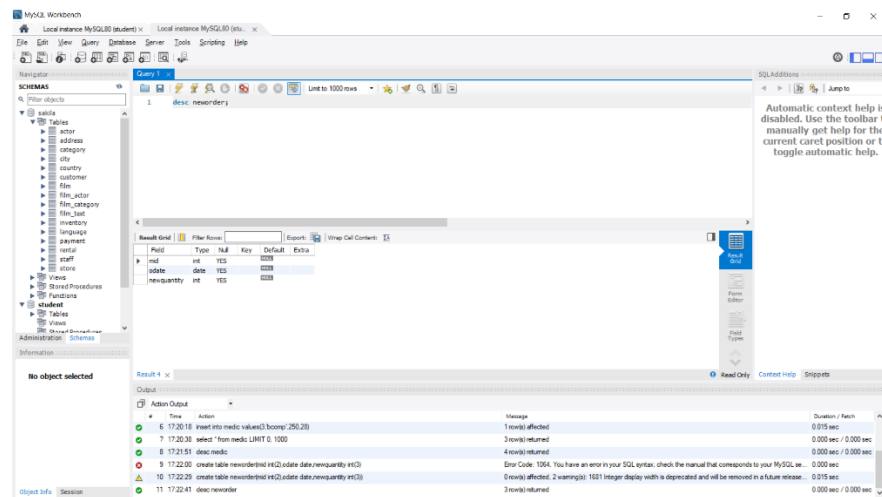 MySQL Workbench
Local instance MySQL80 (student) × Local instance MySQL80 (stu... ×
File Edit View Query Database Server Tools Scripting Help
Navigator
Query 1 ×
SQLAdditions
SCHEMAS
Limit to 1000 rows
Jump to
Filter objects
1 desc neworder;
Automatic context help is
disabled. Use the toolbar
manually get help for the
current caret position or t
toggle automatic help.
sakila
Tables
actor
address
category
city
country
customer
film
film_actor
film_category
film_text
inventory
language
payment
rental
staff
store
Views
Stored Procedures
Functions
student
Tables
Views
Stored Procedures
Administration Schemas
Result Grid Filter Rows: Export: Wrap Cell Content:
Field Type Null Key Default Extra
mid int YES NULL
odate date YES NULL
newquantity int YES NULL
Result
Grid
Form
Editor
Field
Types
Information
No object selected
Result 4 × Read Only Context Help Snippets
Output
Action Output
# Time Action Message Duration / Fetch
6 17:20:18 insert into medic values(3,'bcomp',250,28) 1 row(s) affected 0.015 sec
7 17:20:38 select * from medic LIMIT 0, 1000 3 row(s) returned 0.000 sec / 0.000 sec
8 17:21:51 desc medic 4 row(s) returned 0.000 sec / 0.000 sec
9 17:22:00 create table neworder(mid int(2),odate date,newquantity int(3) Error Code: 1064. You have an error in your SQL syntax; check the manual that corresponds to your MySQL se... 0.000 sec
10 17:22:29 create table neworder(mid int(2),odate date,newquantity int(3)) 0 row(s) affected, 2 warning(s): 1681 Integer display width is deprecated and will be removed in a future release... 0.015 sec
11 17:22:41 desc neworder 3 row(s) returned 0.000 sec / 0.000 sec
Object Info Session